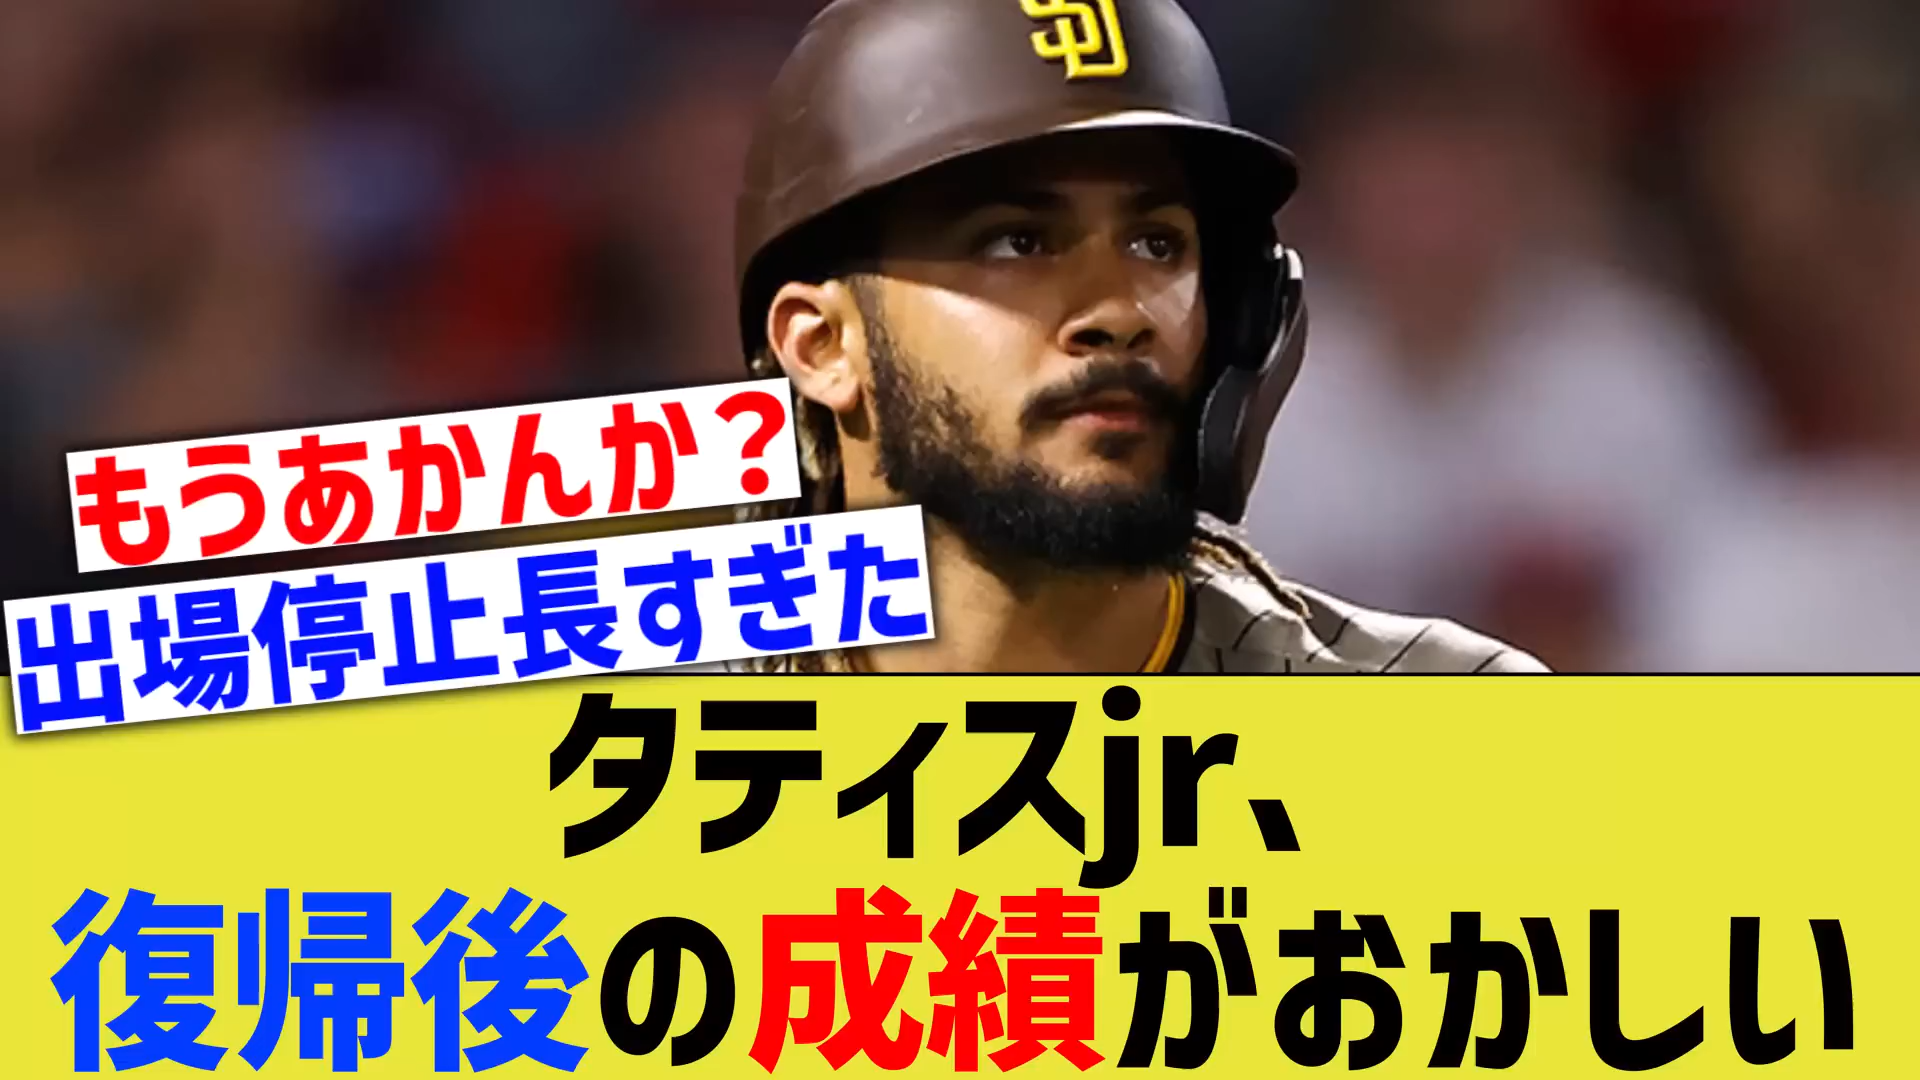 SD
もうあかんか？
出場停止長すぎた
タティスjr、
復帰後の成績がおかしい